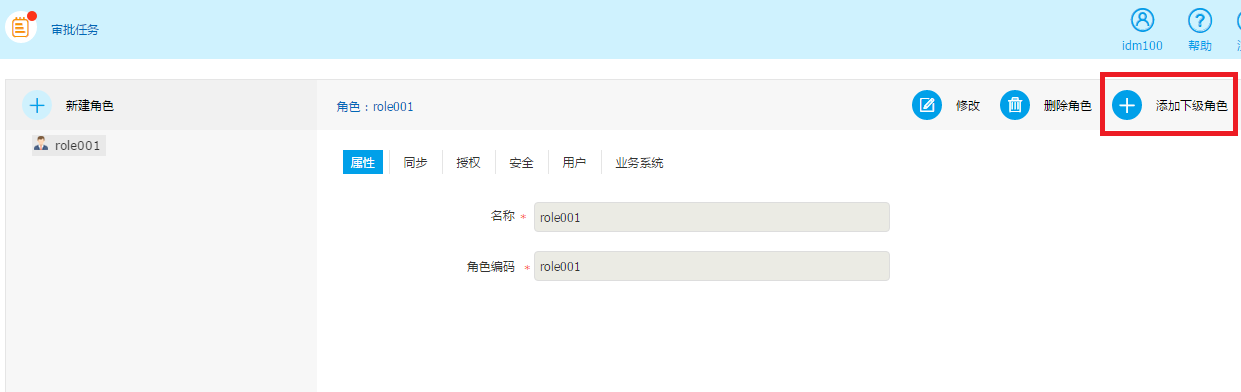 审批任务
idm100
帮助
新建角色
角色：role001
修改
删除角色
添加下级角色
role001
属性
同步
授权
安全
用户
业务系统
名称 *
role001
角色编码 *
role001